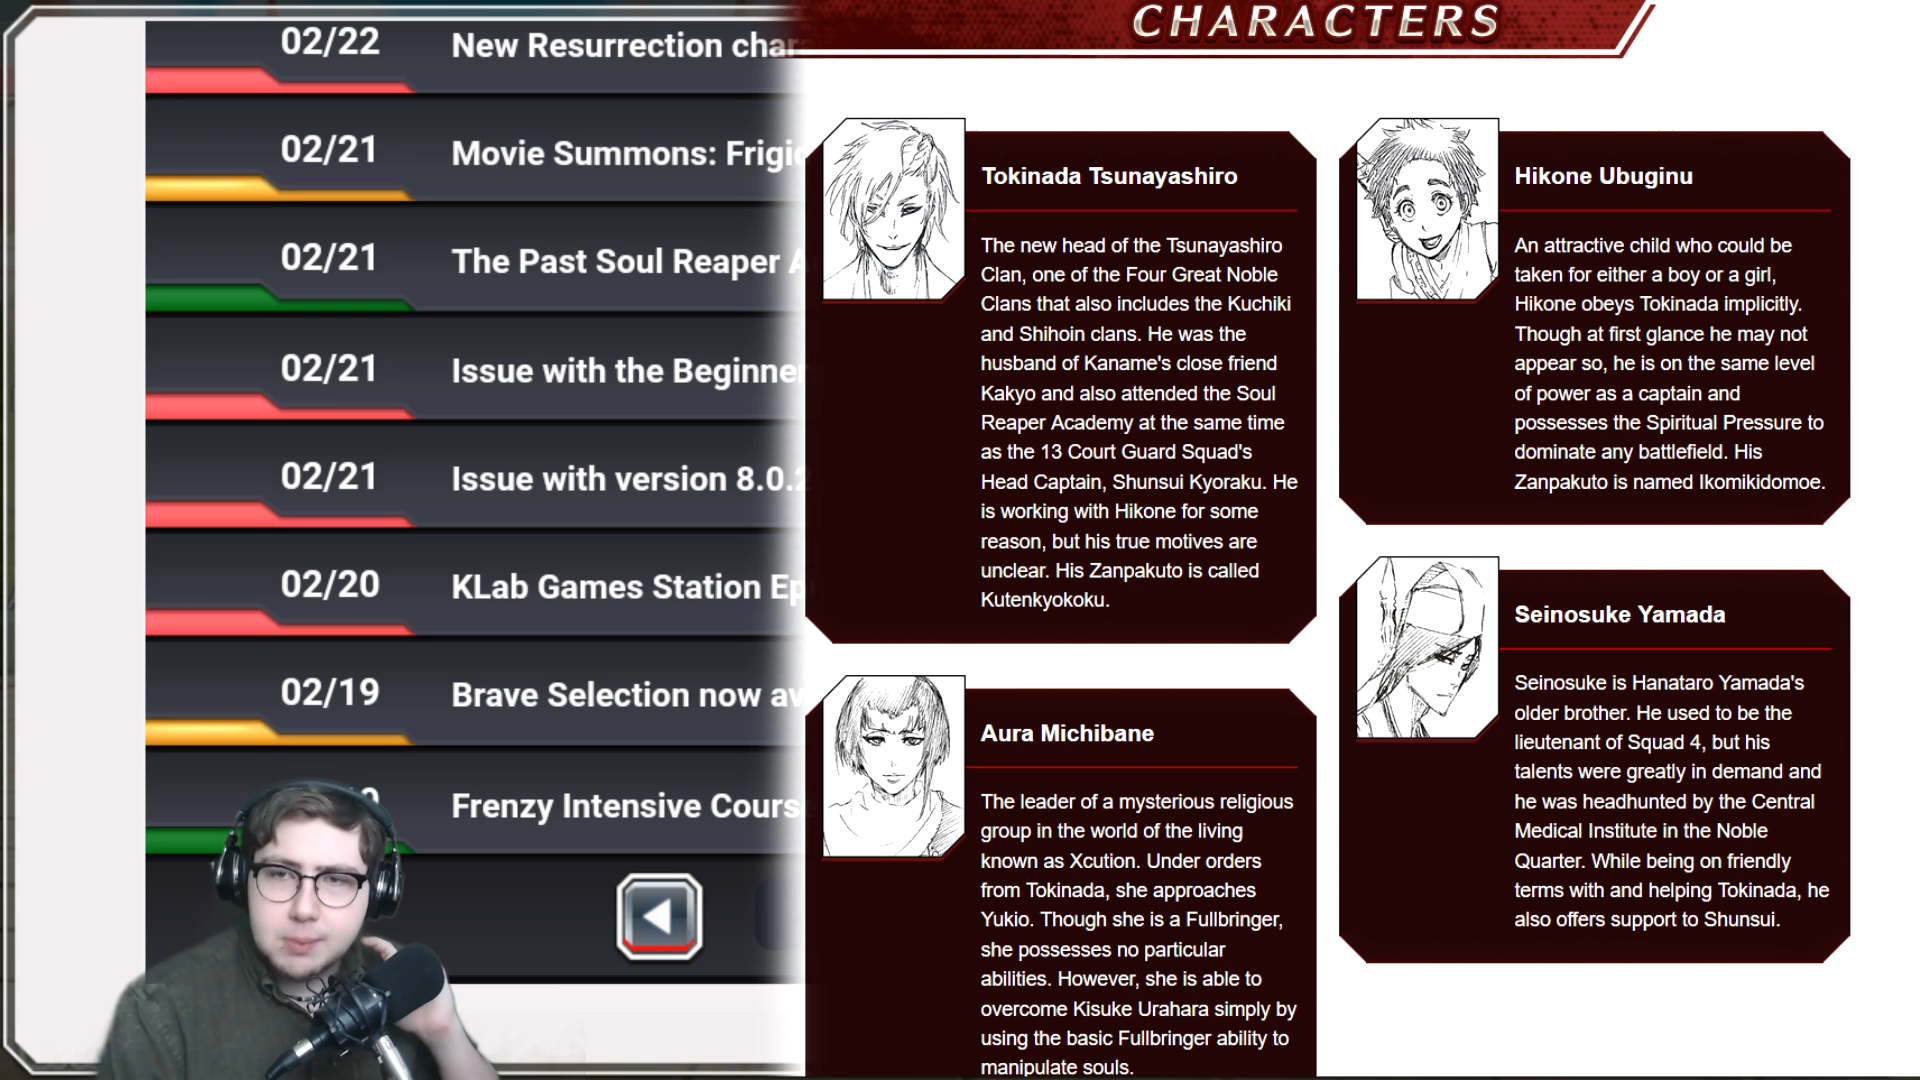 CHARACTERS
02/22 New Resurrection char
02/21 Movie Summons: Frigi
02/21 The Past Soul Reaper A
02/21 Issue with the Beginner
02/21 Issue with version 8.0.2
02/20 KLab Games Station Ep
02/19 Brave Selection now av
Frenzy Intensive Cours
Tokinada Tsunayashiro
The new head of the Tsunayashiro
Clan, one of the Four Great Noble
Clans that also includes the Kuchiki
and Shihoin clans. He was the
husband of Kaname's close friend
Kakyo and also attended the Soul
Reaper Academy at the same time
as the 13 Court Guard Squad's
Head Captain, Shunsui Kyoraku. He
is working with Hikone for some
reason, but his true motives are
unclear. His Zanpakuto is called
Kutenkyokoku.
Hikone Ubuginu
An attractive child who could be
taken for either a boy or a girl,
Hikone obeys Tokinada implicitly.
Though at first glance he may not
appear so, he is on the same level
of power as a captain and
possesses the Spiritual Pressure to
dominate any battlefield. His
Zanpakuto is named Ikomikidomoe.
Aura Michibane
The leader of a mysterious religious
group in the world of the living
known as Xcution. Under orders
from Tokinada, she approaches
Yukio. Though she is a Fullbringer,
she possesses no particular
abilities. However, she is able to
overcome Kisuke Urahara simply by
using the basic Fullbringer ability to
manipulate souls.
Seinosuke Yamada
Seinosuke is Hanataro Yamada's
older brother. He used to be the
lieutenant of Squad 4, but his
talents were greatly in demand and
he was headhunted by the Central
Medical Institute in the Noble
Quarter. While being on friendly
terms with and helping Tokinada, he
also offers support to Shunsui.